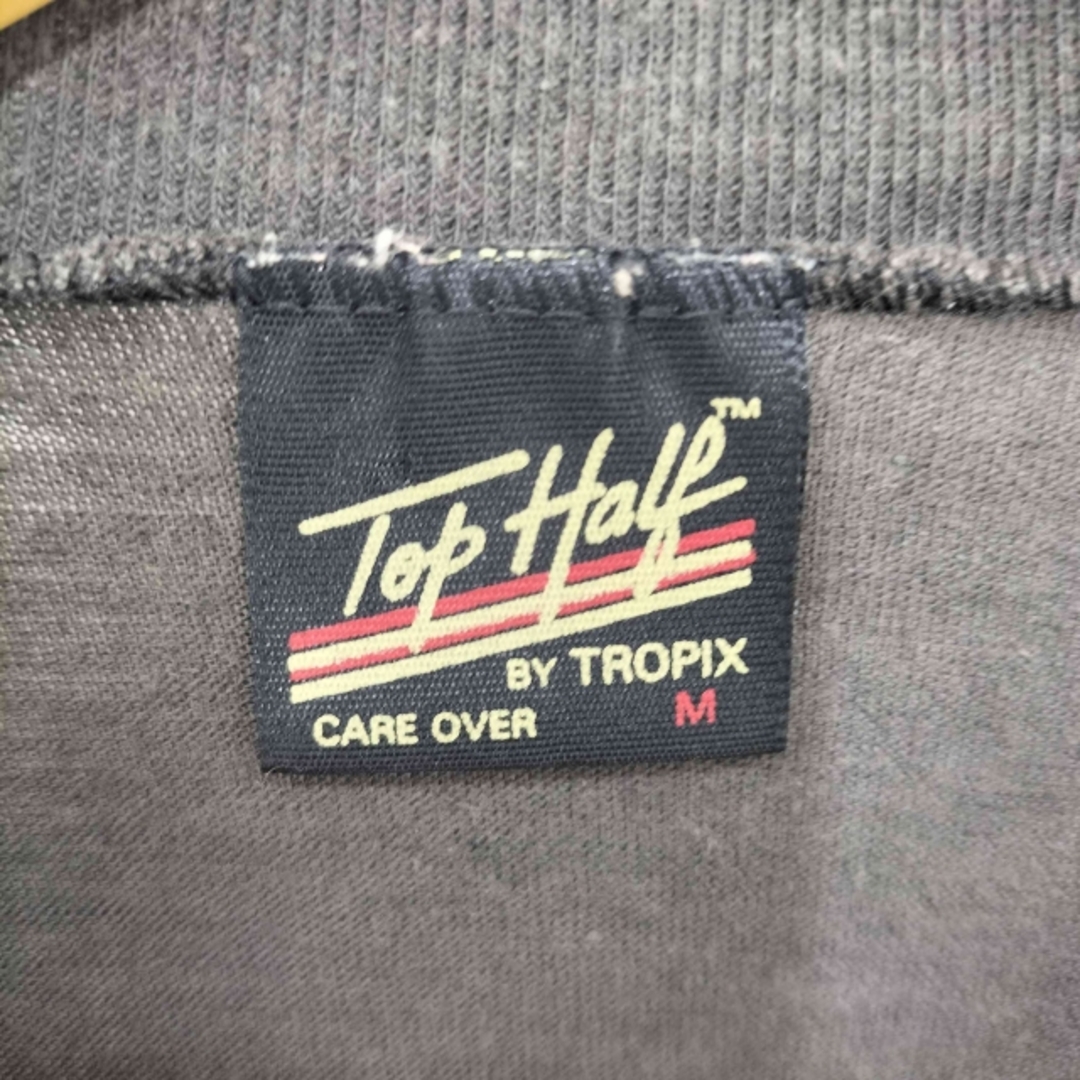 Top Half™
BY TROPIX
M
CARE OVER